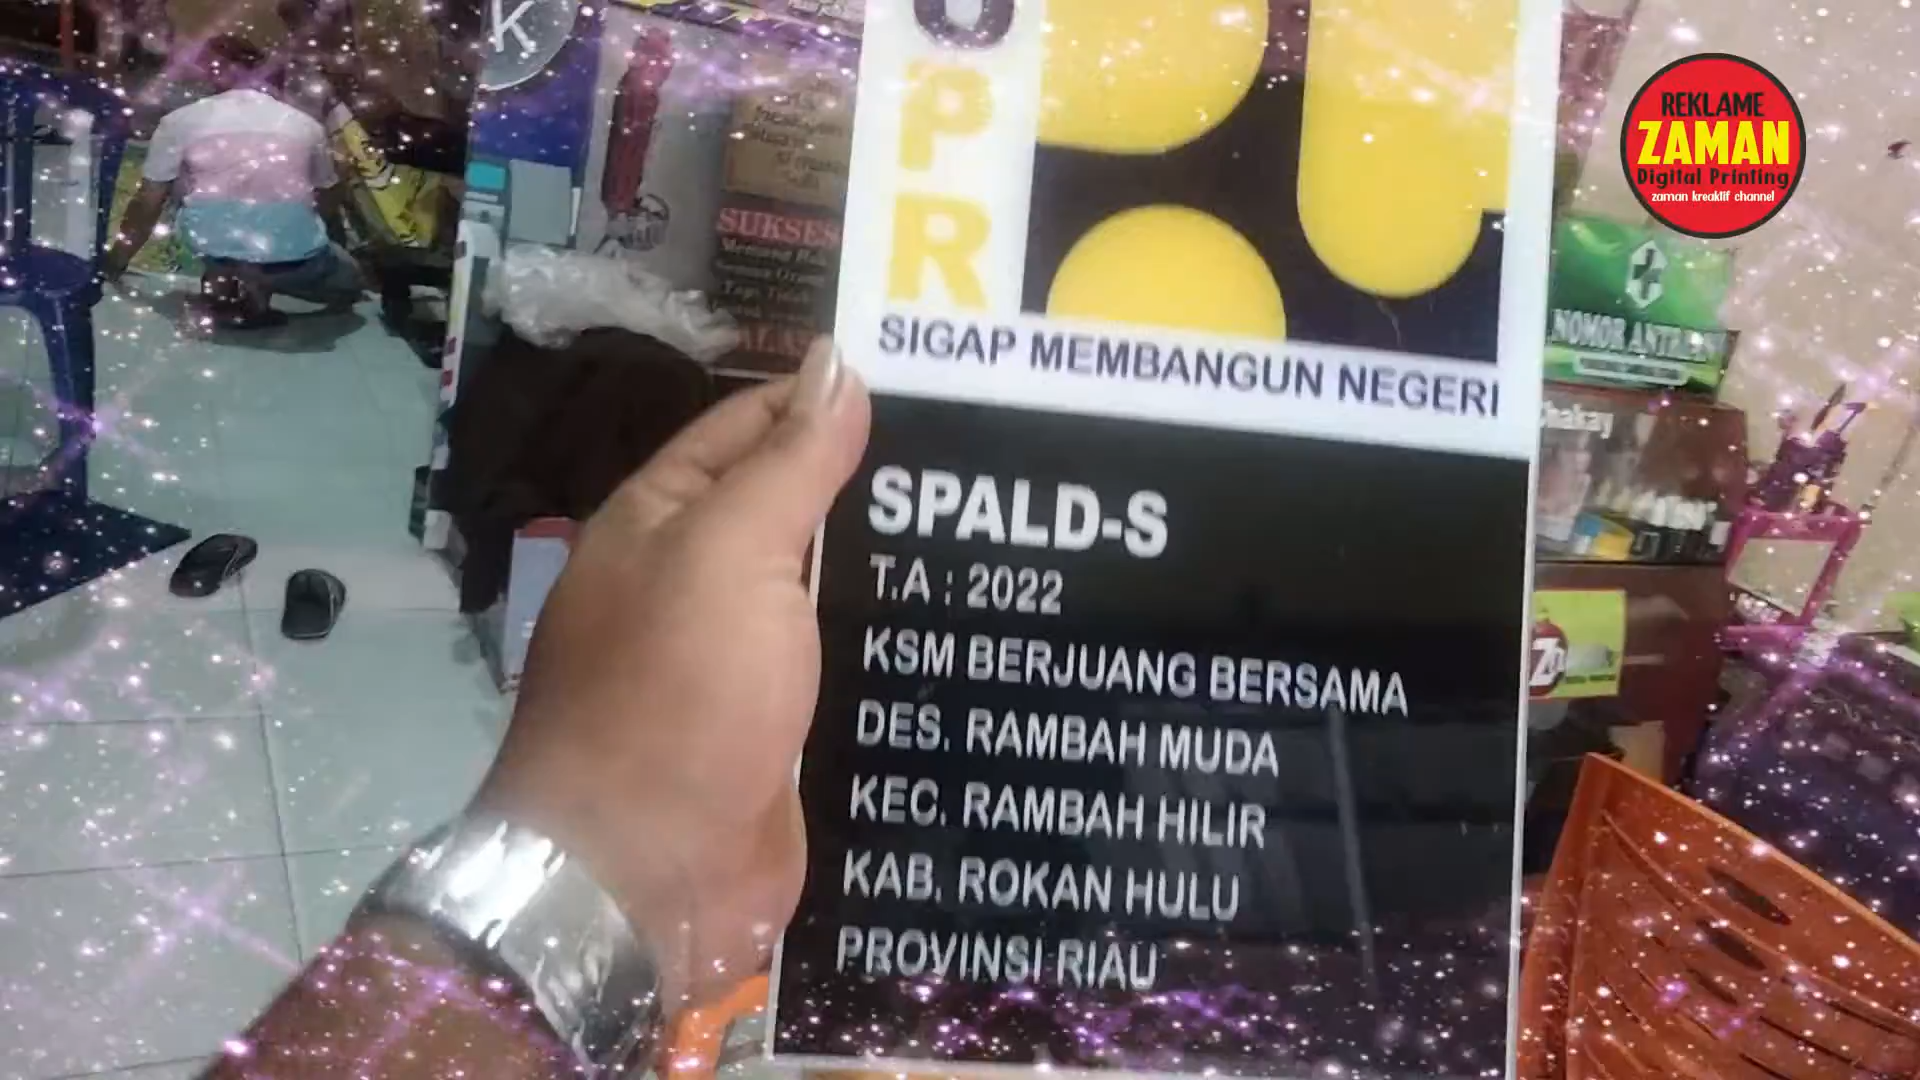 K
UPR
SIGAP MEMBANGUN NEGERI
SPALD-S
T.A : 2022
KSM BERJUANG BERSAMA
DES. RAMBAH MUDA
KEC. RAMBAH HILIR
KAB. ROKAN HULU
PROVINSI RIAU
REKLAME
ZAMAN
Digital Printing
zaman kreaktif channel
SUKSES
NOMOR ANTRIAN